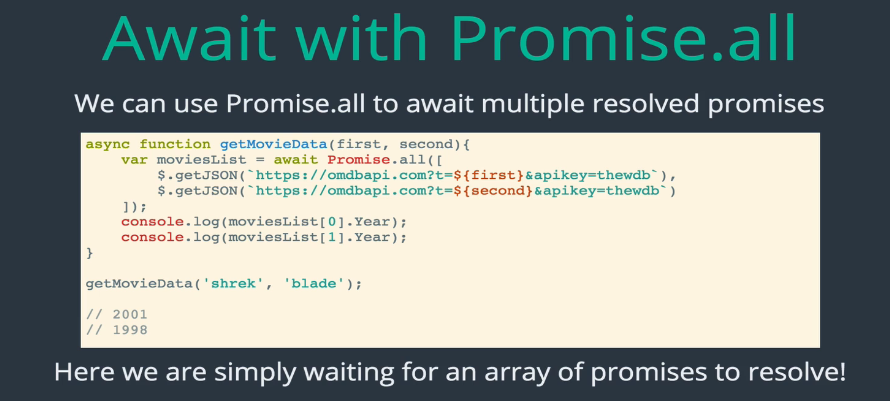 Await with Promise.all
We can use Promise.all to await multiple resolved promises
async function getMovieData(first, second){
    var moviesList = await Promise.all([
        $.getJSON(`https://omdbapi.com?t=${first}&apikey=thewdb`),
        $.getJSON(`https://omdbapi.com?t=${second}&apikey=thewdb`)
    ]);
    console.log(moviesList[0].Year);
    console.log(moviesList[1].Year);
}
getMovieData('shrek', 'blade');
// 2001
// 1998
Here we are simply waiting for an array of promises to resolve!